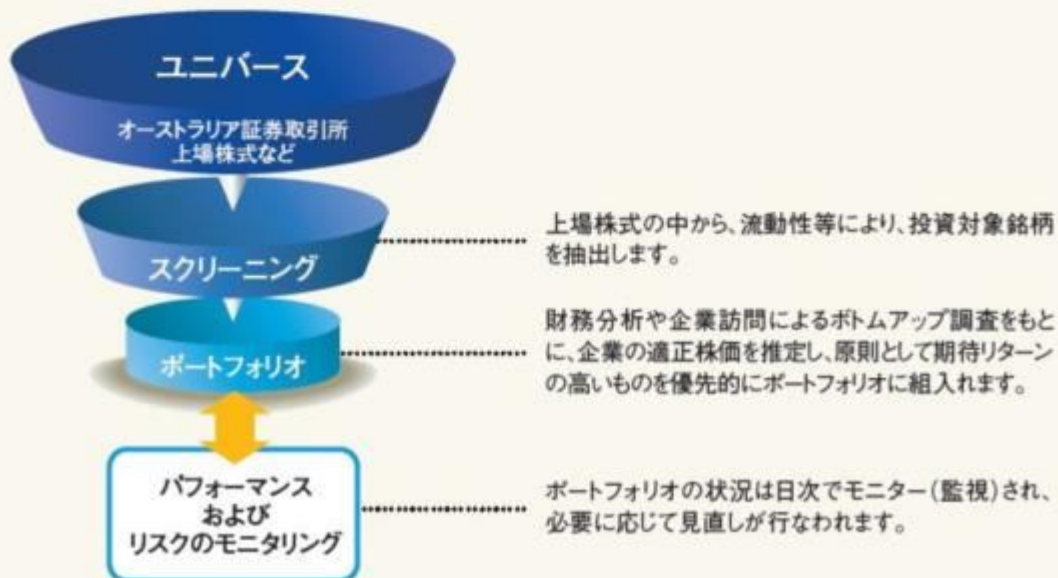 ユニバース
オーストラリア証券取引所
上場株式など
スクリーニング
上場株式の中から、流動性等により、投資対象銘柄
を抽出します。
ポートフォリオ
財務分析や企業訪問によるボトムアップ調査をもと
に、企業の適正株価を推定し、原則として期待リターン
の高いものを優先的にポートフォリオに組入れます。
パフォーマンス
および
リスクのモニタリング
ポートフォリオの状況は日次でモニター(監視)され、
必要に応じて見直しが行なわれます。